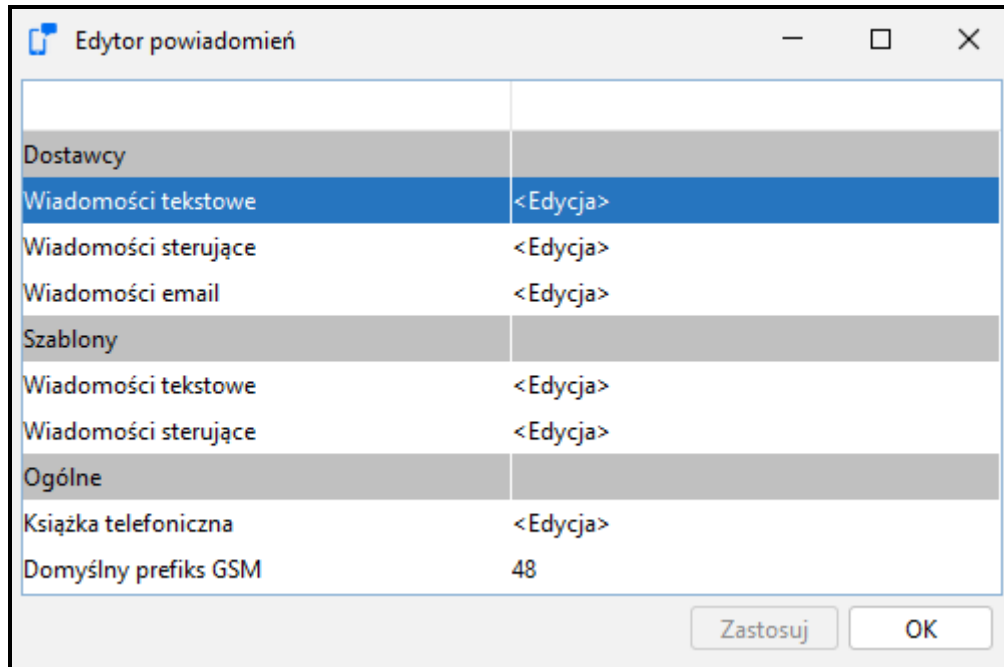 Edytor powiadomień
Dostawcy
Wiadomości tekstowe <Edycja>
Wiadomości sterujące <Edycja>
Wiadomości email <Edycja>
Szablony
Wiadomości tekstowe <Edycja>
Wiadomości sterujące <Edycja>
Ogólne
Książka telefoniczna <Edycja>
Domyślny prefiks GSM 48
Zastosuj OK